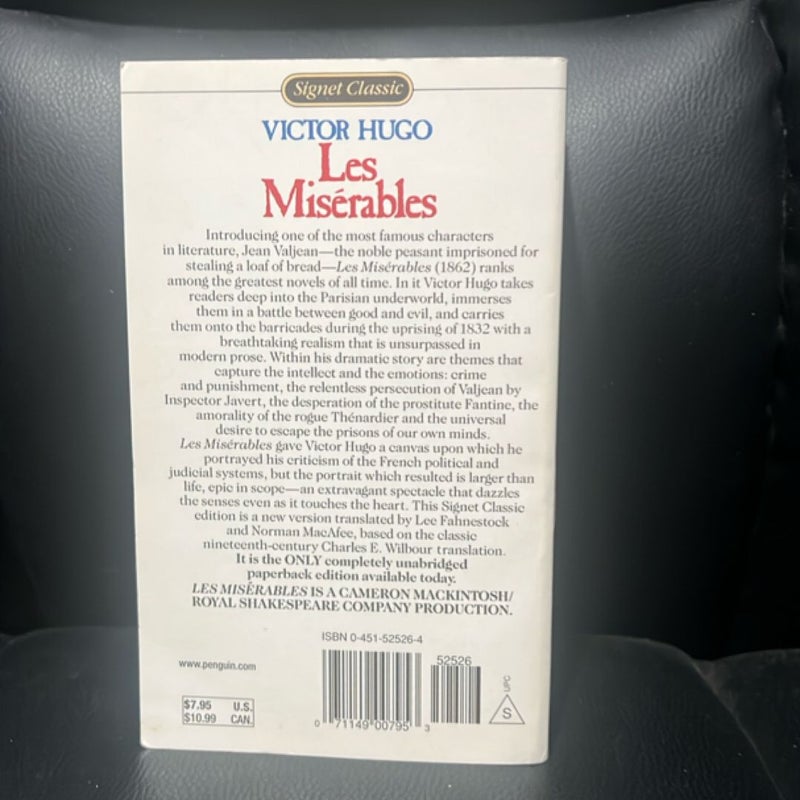 Signet Classic
VICTOR HUGO
Les
Misérables
Introducing one of the most famous characters
in literature, Jean Valjean—the noble peasant imprisoned for
stealing a loaf of bread—Les Misérables (1862) ranks
among the greatest novels of all time. In it Victor Hugo takes
readers deep into the Parisian underworld, immerses
them in a battle between good and evil, and carries
them onto the barricades during the uprising of 1832 with a
breathtaking realism that is unsurpassed in
modern prose. Within his dramatic story are themes that
capture the intellect and the emotions: crime
and punishment, the relentless persecution of Valjean by
Inspector Javert, the desperation of the prostitute Fantine, the
amorality of the rogue Thénardier and the universal
desire to escape the prisons of our own minds.
Les Misérables gave Victor Hugo a canvas upon which he
portrayed his criticism of the French political and
judicial systems, but the portrait which resulted is larger than
life, epic in scope—an extravagant spectacle that dazzles
the senses even as it touches the heart. This Signet Classic
edition is a new version translated by Lee Fahnestock
and Norman MacAfee, based on the classic
nineteenth-century Charles E. Wilbour translation.
It is the ONLY completely unabridged
paperback edition available today.
LES MISÉRABLES IS A CAMERON MACKINTOSH/
ROYAL SHAKESPEARE COMPANY PRODUCTION.
ISBN 0-451-52526-4
52526
www.penguin.com
UPC
S
$7.95 U.S.
$10.99 CAN.
0 71149 00795 3